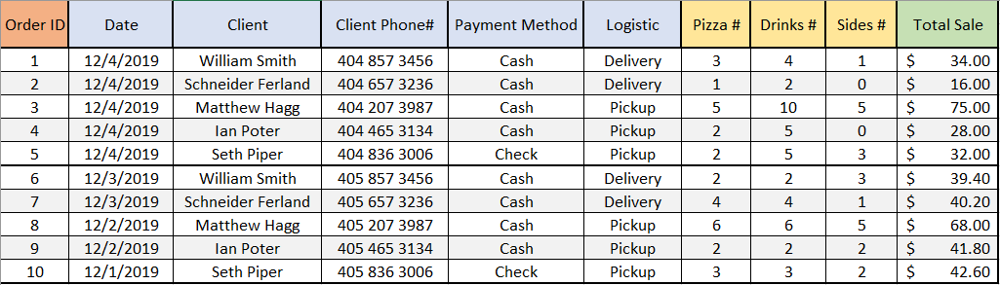 Order ID Date Client Client Phone# Payment Method Logistic Pizza # Drinks # Sides # Total Sale
1 12/4/2019 William Smith 404 857 3456 Cash Delivery 3 4 1 $ 34.00
2 12/4/2019 Schneider Ferland 404 657 3236 Cash Delivery 1 2 0 $ 16.00
3 12/4/2019 Matthew Hagg 404 207 3987 Cash Pickup 5 10 5 $ 75.00
4 12/4/2019 Ian Poter 404 465 3134 Cash Pickup 2 5 0 $ 28.00
5 12/4/2019 Seth Piper 404 836 3006 Check Pickup 2 5 3 $ 32.00
6 12/3/2019 William Smith 405 857 3456 Cash Delivery 2 2 3 $ 39.40
7 12/3/2019 Schneider Ferland 405 657 3236 Cash Delivery 4 4 1 $ 40.20
8 12/2/2019 Matthew Hagg 405 207 3987 Cash Pickup 6 6 5 $ 68.00
9 12/2/2019 Ian Poter 405 465 3134 Cash Pickup 2 2 2 $ 41.80
10 12/1/2019 Seth Piper 405 836 3006 Check Pickup 3 3 2 $ 42.60